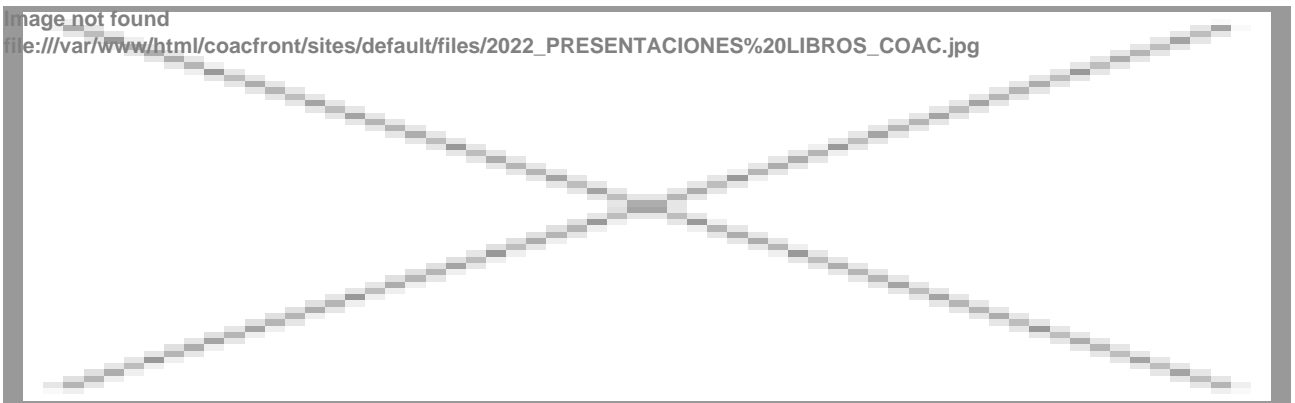 Image not found
file:///var/www/html/coacfront/sites/default/files/2022_PRESENTACIONES%20LIBROS_COAC.jpg